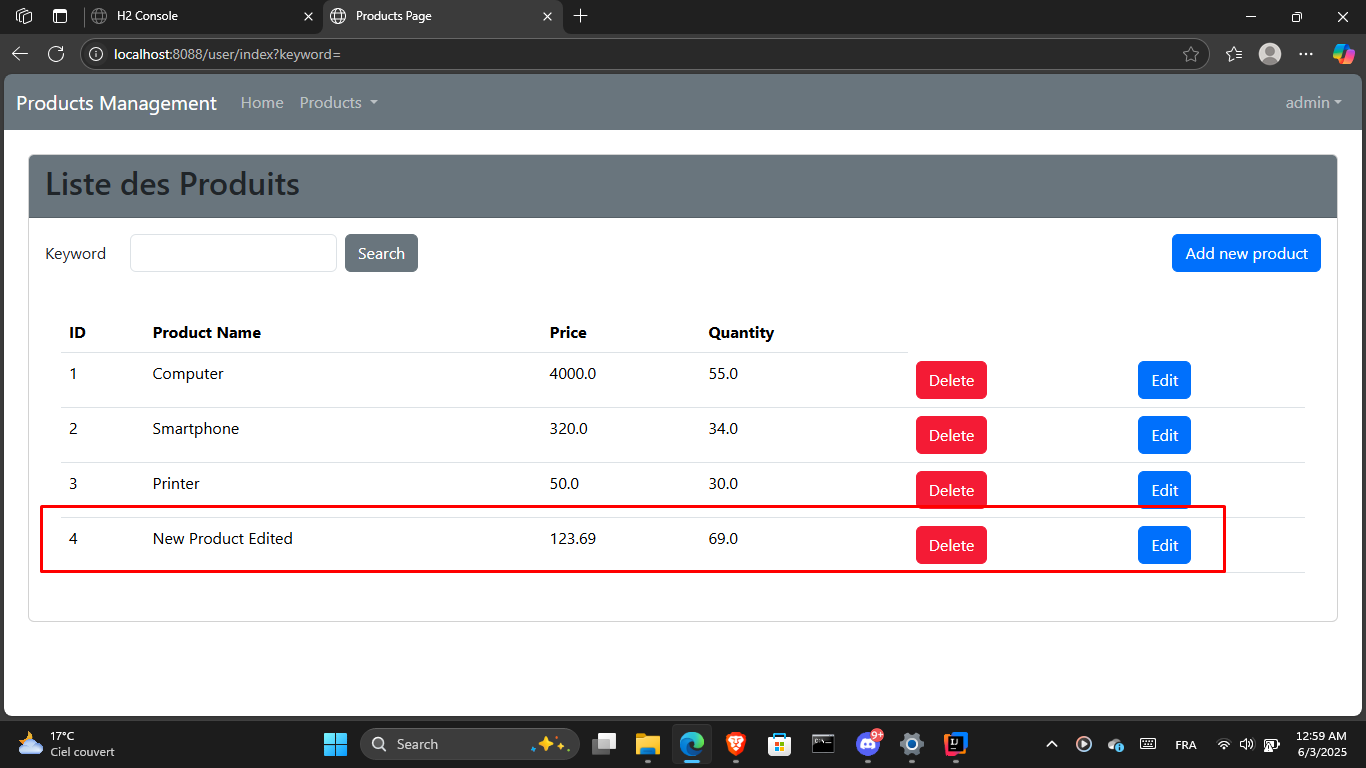 H2 Console
Products Page
localhost:8088/user/index?keyword=
Products Management Home Products admin
Liste des Produits
Keyword Search Add new product
ID Product Name Price Quantity
1 Computer 4000.0 55.0 Delete Edit
2 Smartphone 320.0 34.0 Delete Edit
3 Printer 50.0 30.0 Delete Edit
4 New Product Edited 123.69 69.0 Delete Edit
17°C
Ciel couvert
Search
9+
IJ
FRA
12:59 AM
6/3/2025